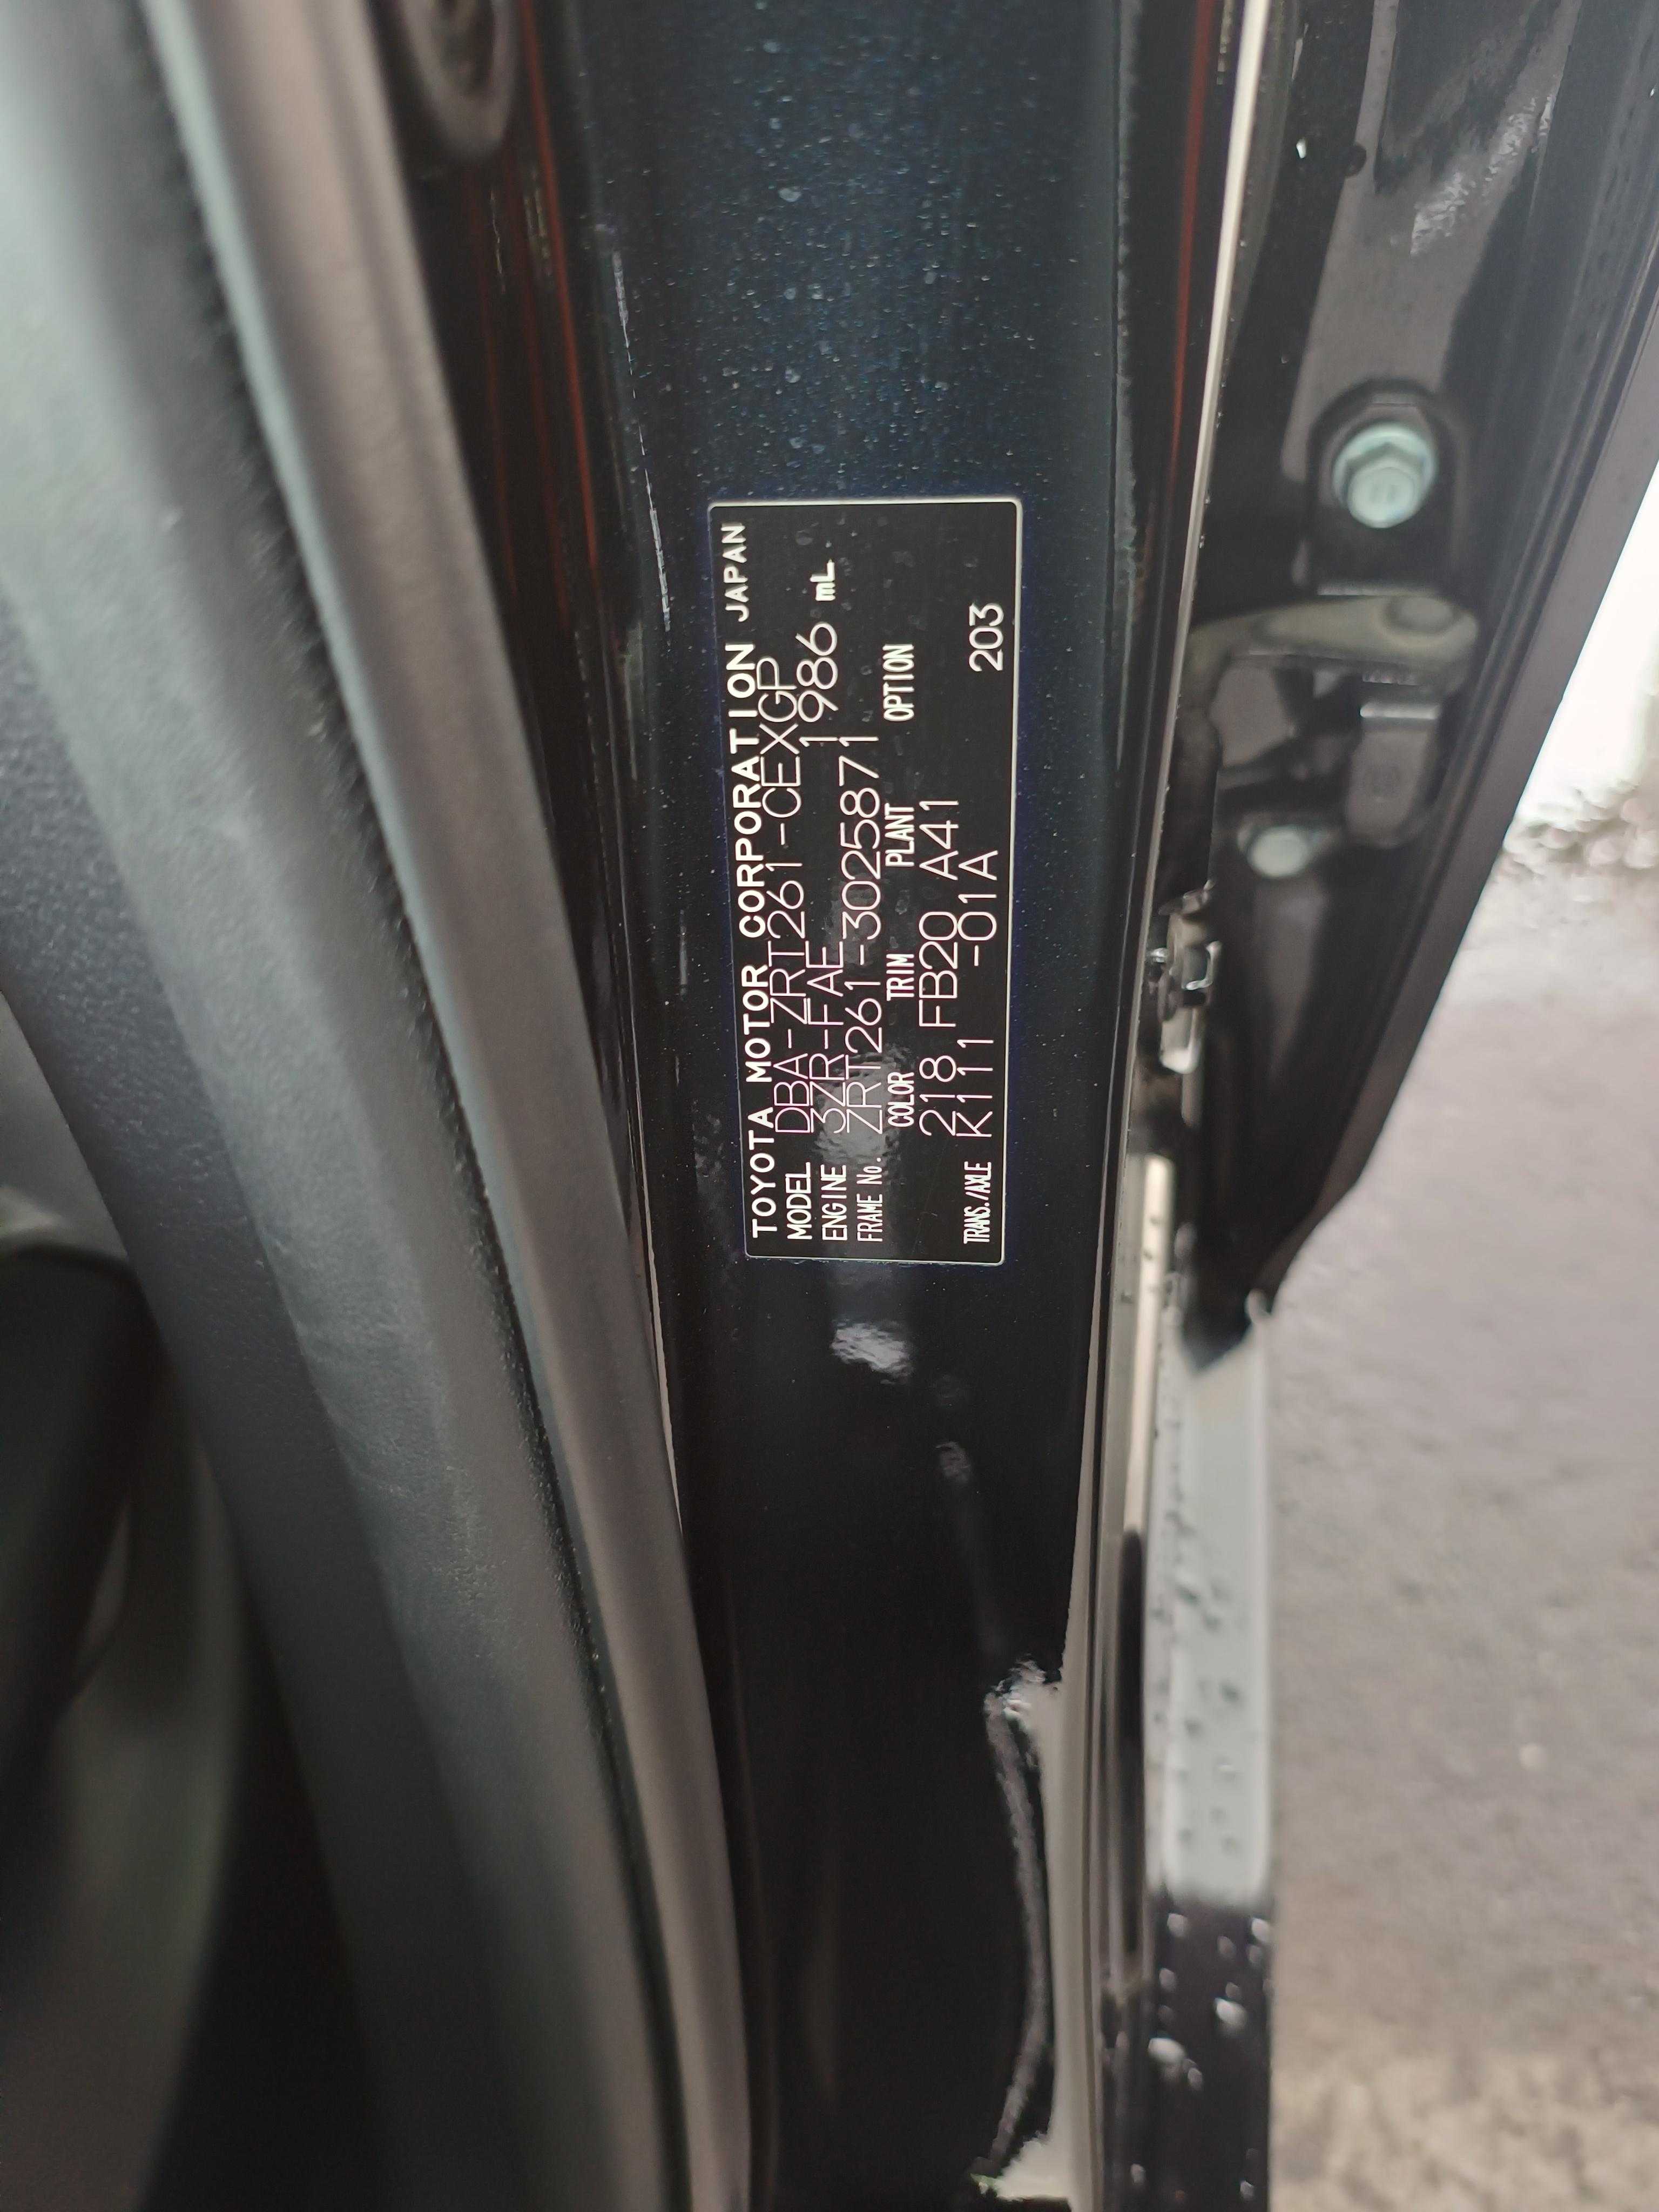 TOYOTA MOTOR CORPORATION JAPAN
MODEL DBA-ZRT261-CEXGP
ENGINE 3ZR-FAE 1986 mL
FRAME No. ZRT261-3025871
COLOR TRIM PLANT OPTION
218 FB20 A41
TRANS./AXLE K111 -01A 203